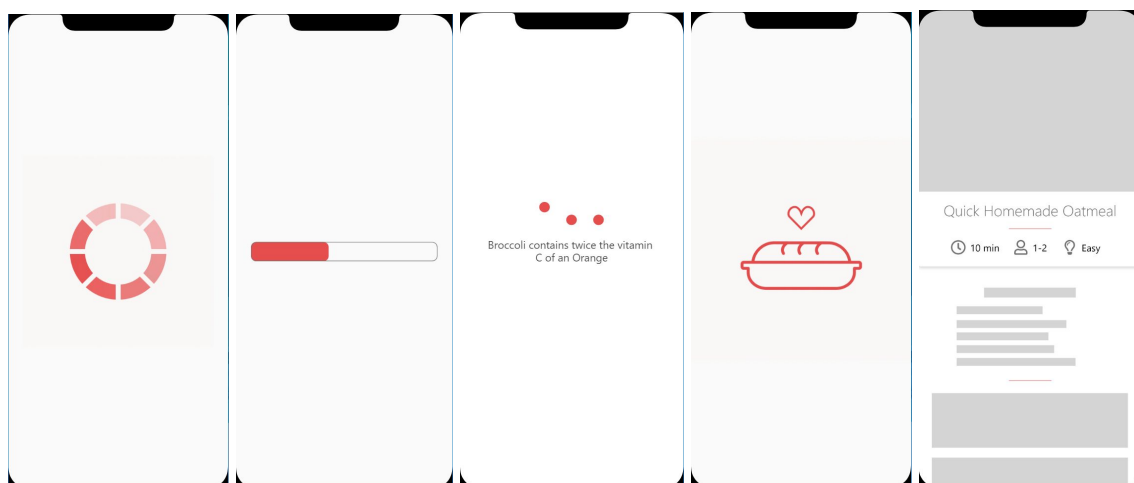 Broccoli contains twice the vitamin
C of an Orange
Quick Homemade Oatmeal
10 min 1-2 Easy